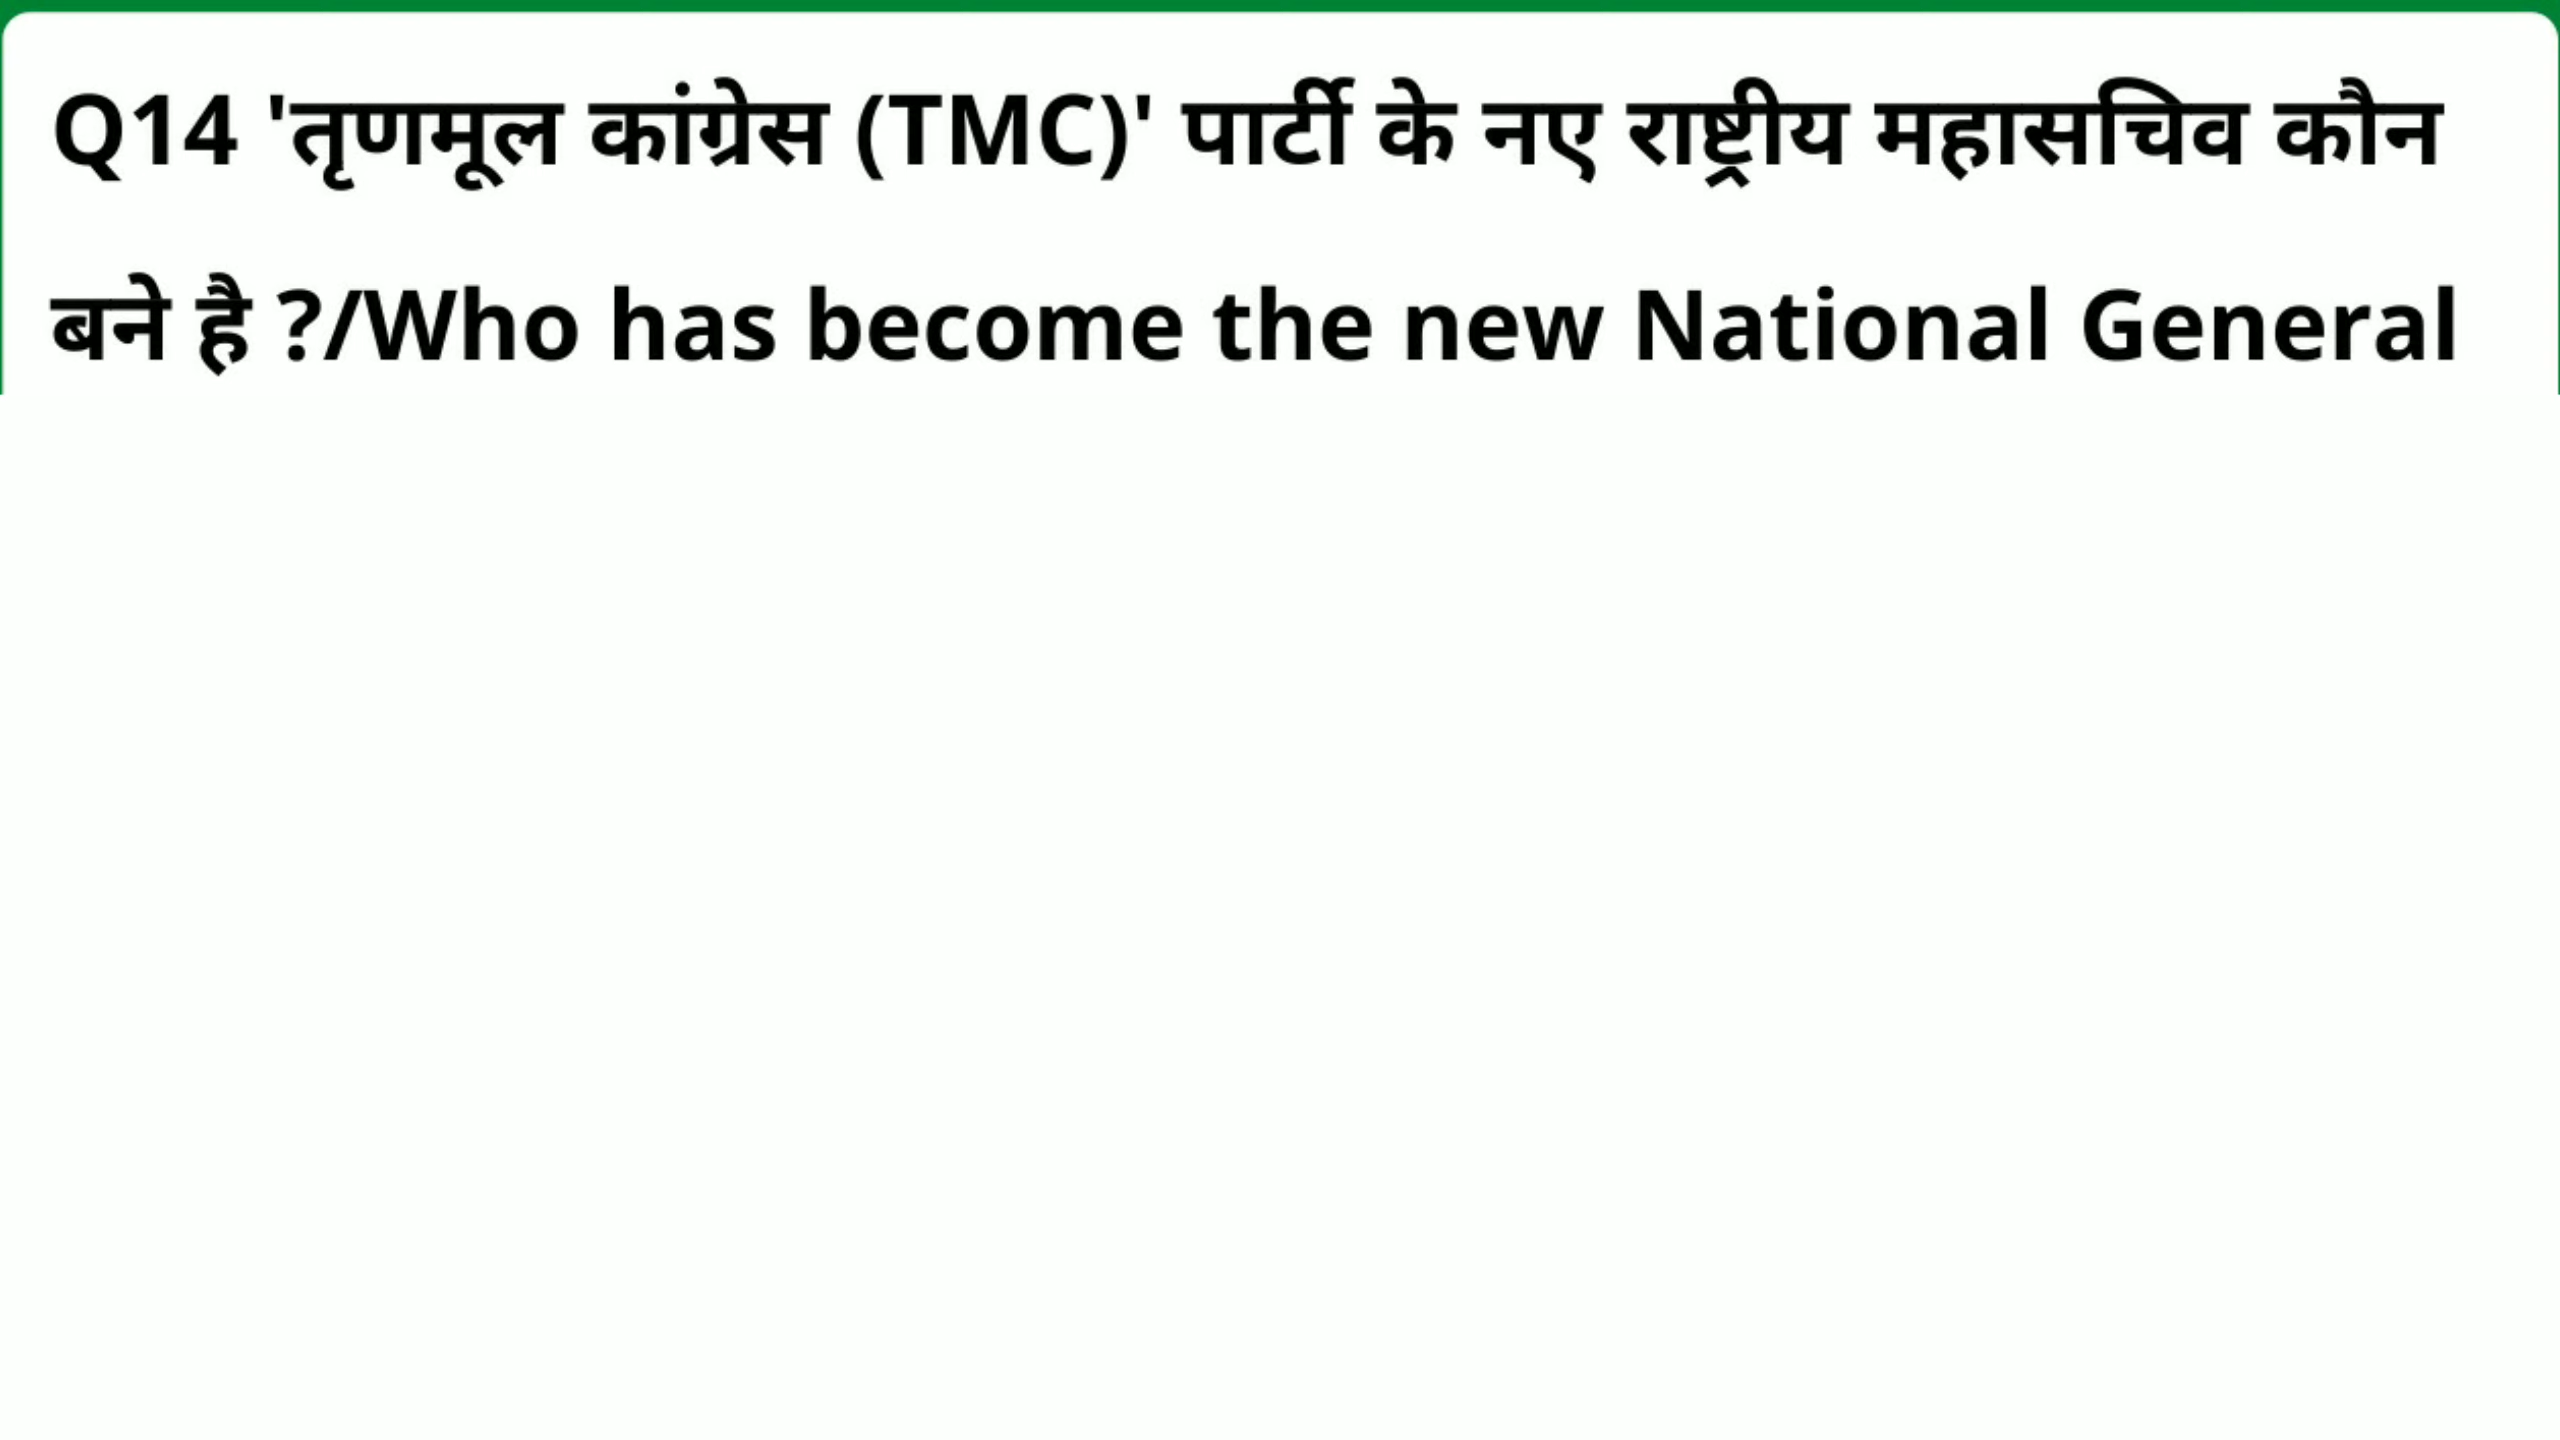 Q14 'तृणमूल कांग्रेस (TMC)' पार्टी के नए राष्ट्रीय महासचिव कौन
बने है ?/Who has become the new National General